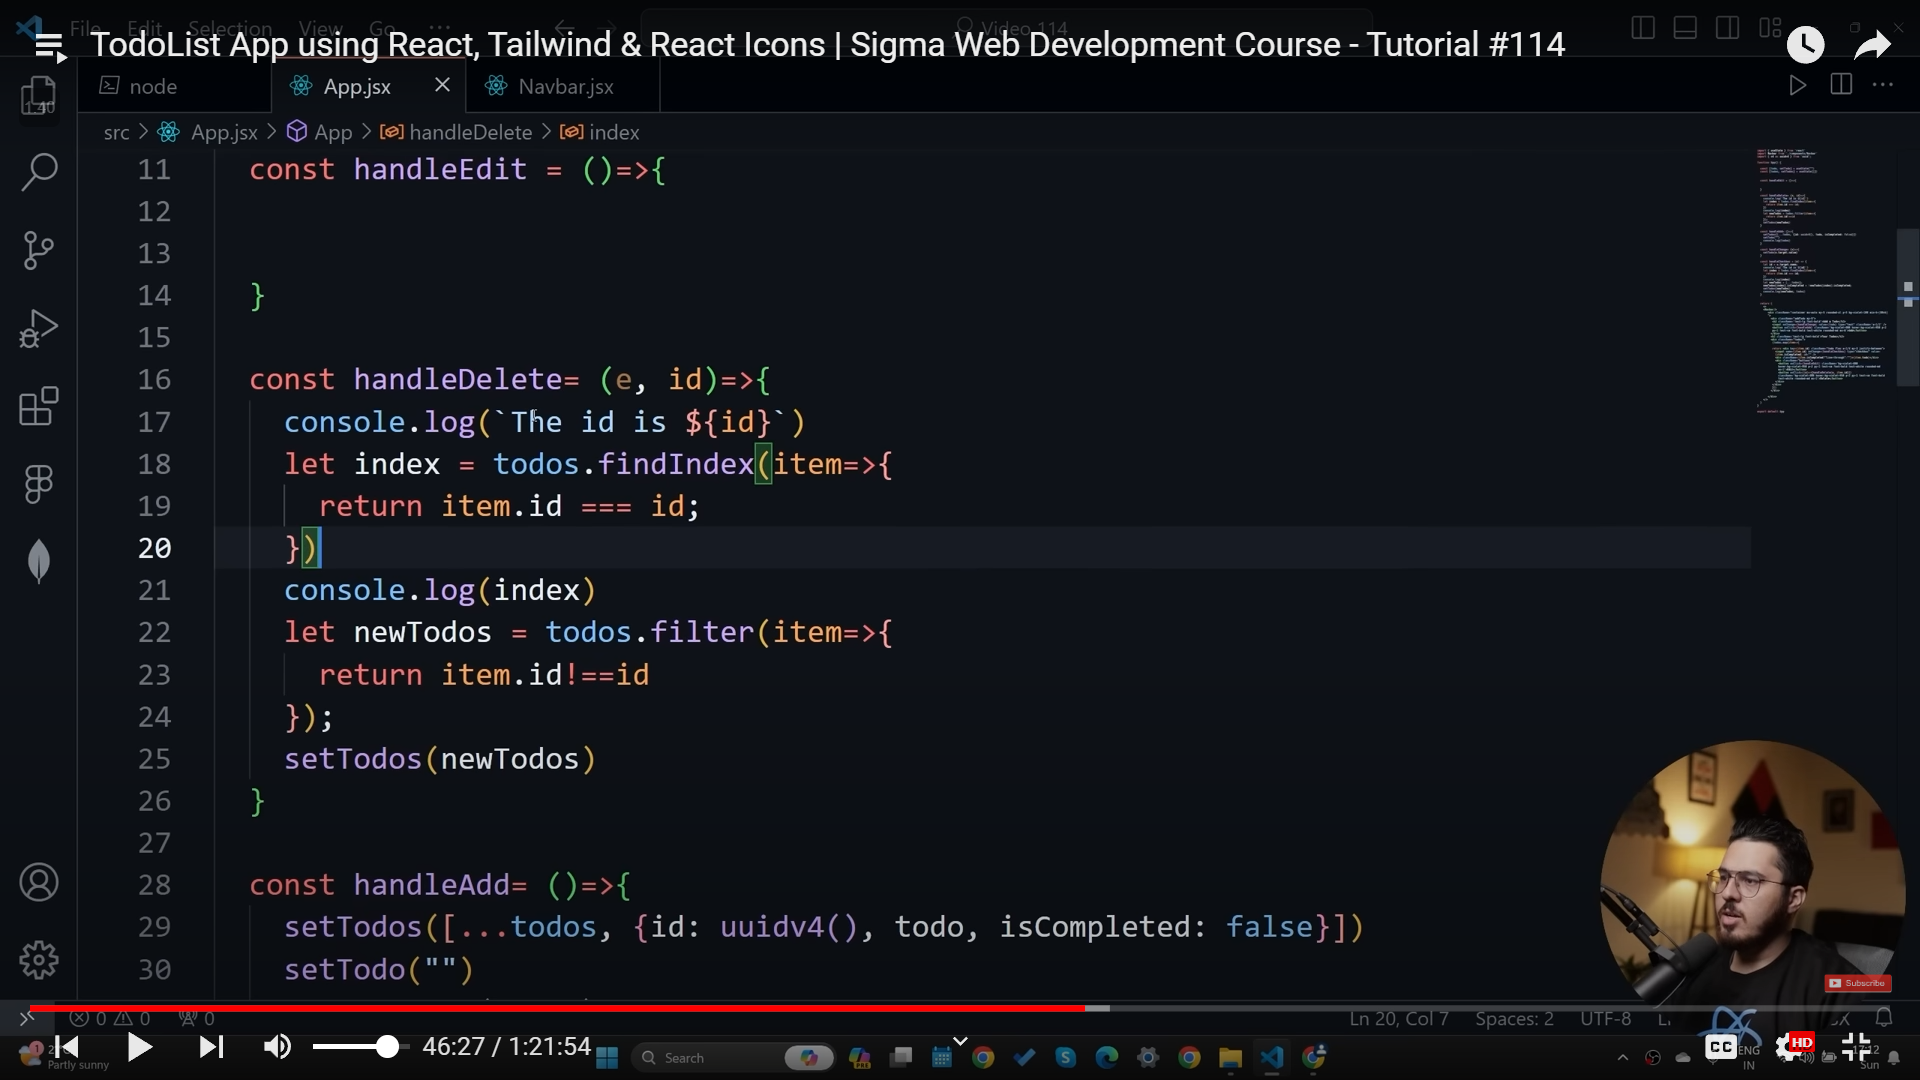 File Edit Selection View Go ... Video 114
TodoList App using React, Tailwind & React Icons | Sigma Web Development Course - Tutorial #114
node App.jsx Navbar.jsx
src > App.jsx > App > handleDelete > index
11 const handleEdit = ()=>{
12
13
14 }
15
16 const handleDelete= (e, id)=>{
17 console.log(`The id is ${id}`)
18 let index = todos.findIndex(item=>{
19 return item.id === id;
20 })
21 console.log(index)
22 let newTodos = todos.filter(item=>{
23 return item.id!==id
24 });
25 setTodos(newTodos)
26 }
27
28 const handleAdd= ()=>{
29 setTodos([...todos, {id: uuidv4(), todo, isCompleted: false}])
30 setTodo("")
Subscribe
0 0 0 Ln 20, Col 7 Spaces: 2 UTF-8
46:27 / 1:21:54 Search CC HD
Partly sunny
ENG
IN
17:12
Sun